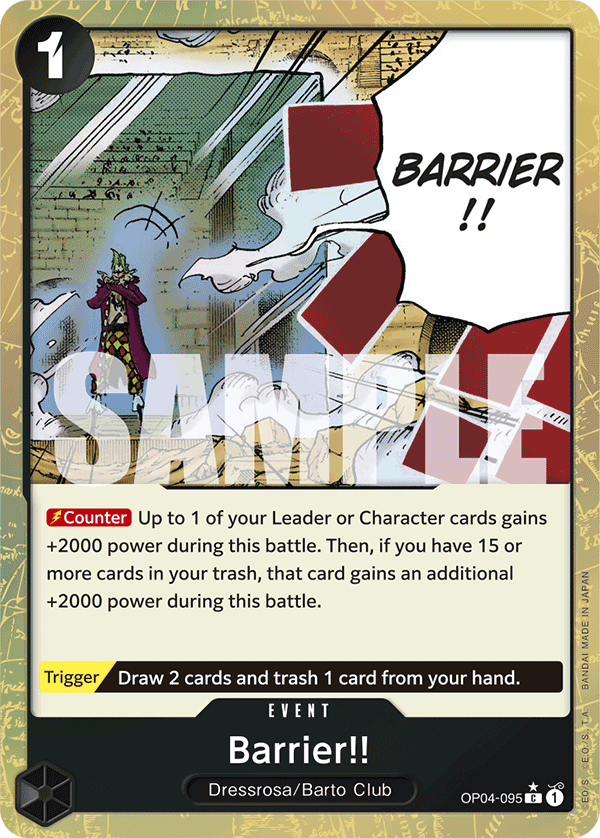 1
BARRIER
!!
SAMPLE
Counter Up to 1 of your Leader or Character cards gains
+2000 power during this battle. Then, if you have 15 or
more cards in your trash, that card gains an additional
+2000 power during this battle.
Trigger Draw 2 cards and trash 1 card from your hand.
EVENT
Barrier!!
Dressrosa/Barto Club
OP04-095 C 1
©E.O./S. ©E.O./S., T.A. BANDAI MADE IN JAPAN